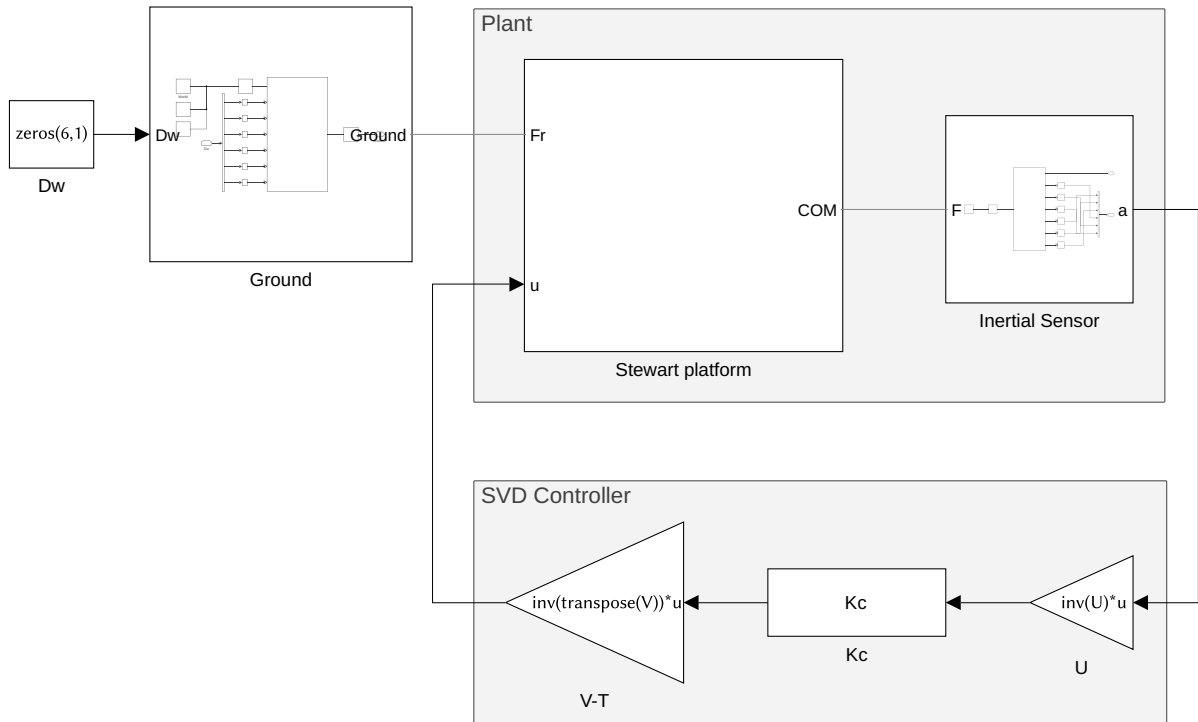 Plant
zeros(6,1)
Dw
Dw
Ground
Ground
Fr
u
COM
Stewart platform
F
a
Inertial Sensor
SVD Controller
inv(transpose(V))*u
V-T
Kc
Kc
inv(U)*u
U